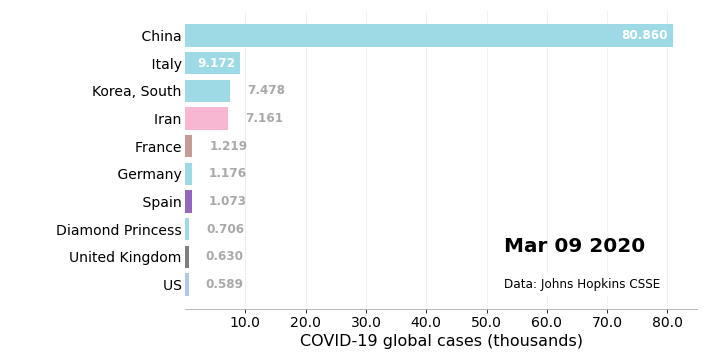 China 80.860
Italy 9.172
Korea, South 7.478
Iran 7.161
France 1.219
Germany 1.176
Spain 1.073
Diamond Princess 0.706
United Kingdom 0.630
US 0.589
Mar 09 2020
Data: Johns Hopkins CSSE
10.0 20.0 30.0 40.0 50.0 60.0 70.0 80.0
COVID-19 global cases (thousands)